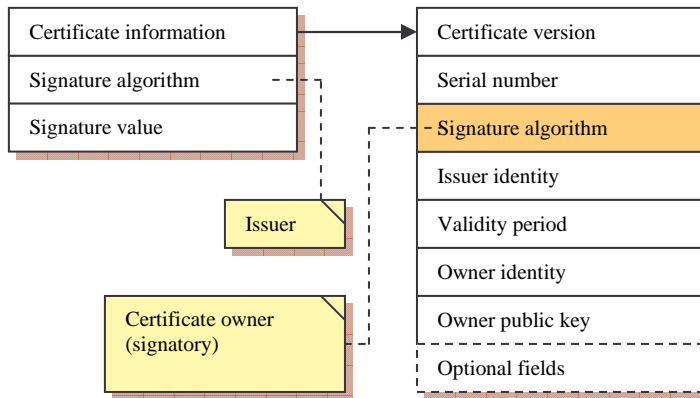 Certificate information
Signature algorithm
Signature value
Issuer
Certificate owner
(signatory)
Certificate version
Serial number
Signature algorithm
Issuer identity
Validity period
Owner identity
Owner public key
Optional fields